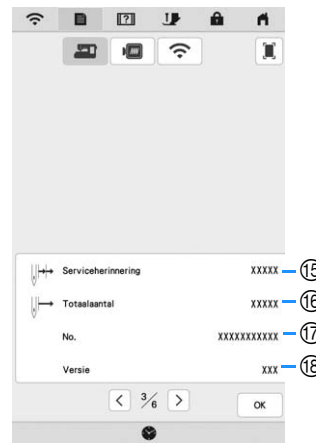 Serviceherinnering XXXXX ⑮
Totaalaantal XXXXX ⑯
No. XXXXXXXXXXX ⑰
Versie XXX ⑱
< 3/6 > OK